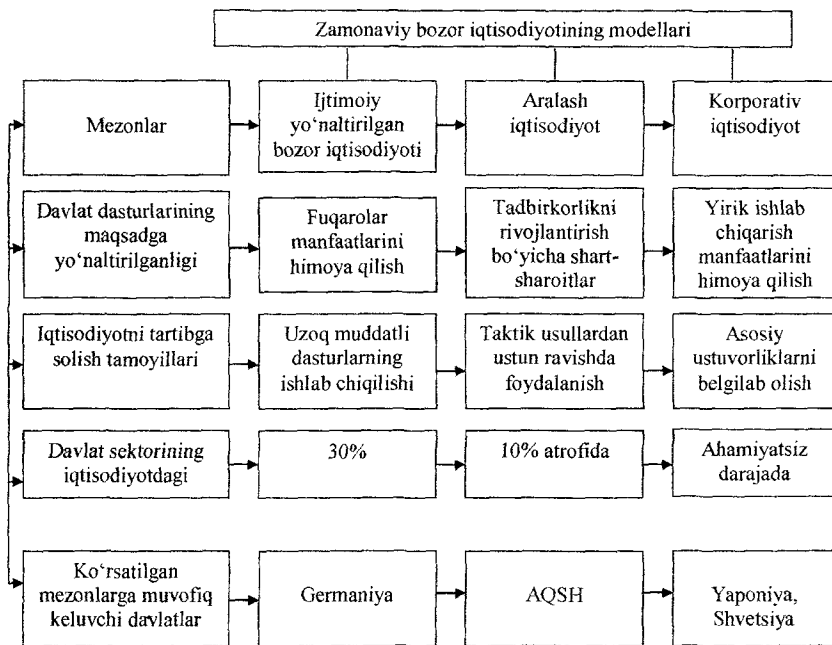 Zamonaviy bozor iqtisodiyotining modellari
Mezonlar
Ijtimoiy
yo‘naltirilgan
bozor iqtisodiyoti
Aralash
iqtisodiyot
Korporativ
iqtisodiyot
Davlat dasturlarining
maqsadga
yo‘naltirilganligi
Fuqarolar
manfaatlarini
himoya qilish
Tadbirkorlikni
rivojlantirish
bo‘yicha shart-
sharoitlar
Yirik ishlab
chiqarish
manfaatlarini
himoya qilish
Iqtisodiyotni tartibga
solish tamoyillari
Uzoq muddatli
dasturlarning
ishlab chiqilishi
Taktik usullardan
ustun ravishda
foydalanish
Asosiy
ustuvorliklarni
belgilab olish
Davlat sektorining
iqtisodiyotdagi
30%
10% atrofida
Ahamiyatsiz
darajada
Ko‘rsatilgan
mezonlarga muvofiq
keluvchi davlatlar
Germaniya
AQSH
Yaponiya,
Shvetsiya